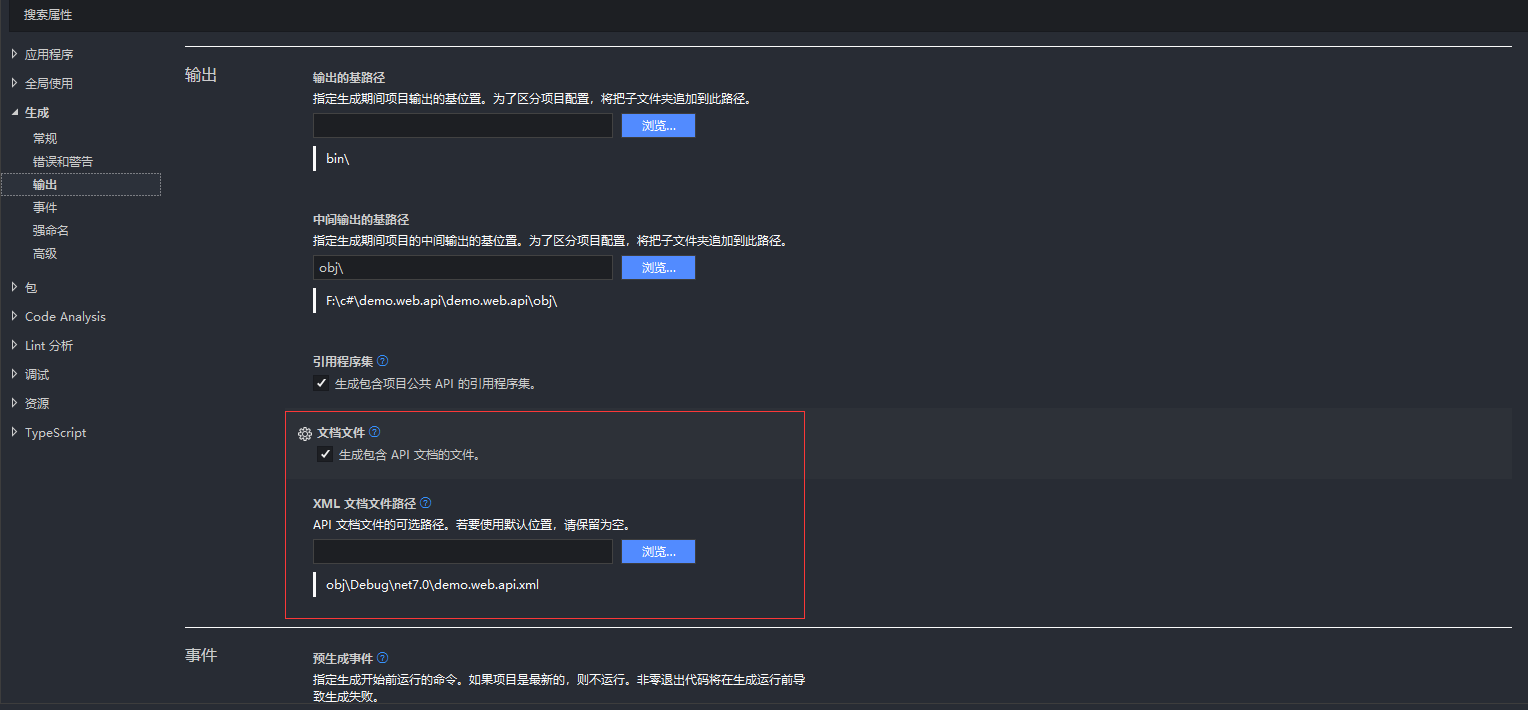 搜索属性
应用程序
全局使用
生成
常规
错误和警告
输出
事件
强命名
高级
包
Code Analysis
Lint 分析
调试
资源
TypeScript
输出
输出的基路径
指定生成期间项目输出的基位置。为了区分项目配置，将把子文件夹追加到此路径。
浏览...
bin\
中间输出的基路径
指定生成期间项目的中间输出的基位置。为了区分项目配置，将把子文件夹追加到此路径。
obj\
浏览...
F:\c#\demo.web.api\demo.web.api\obj\
引用程序集
生成包含项目公共 API 的引用程序集。
文档文件
生成包含 API 文档的文件。
XML 文档文件路径
API 文档文件的可选路径。若要使用默认位置，请保留为空。
浏览...
obj\Debug\net7.0\demo.web.api.xml
事件
预生成事件
指定生成开始前运行的命令。如果项目是最新的，则不运行。非零退出代码将在生成运行前导
致生成失败。